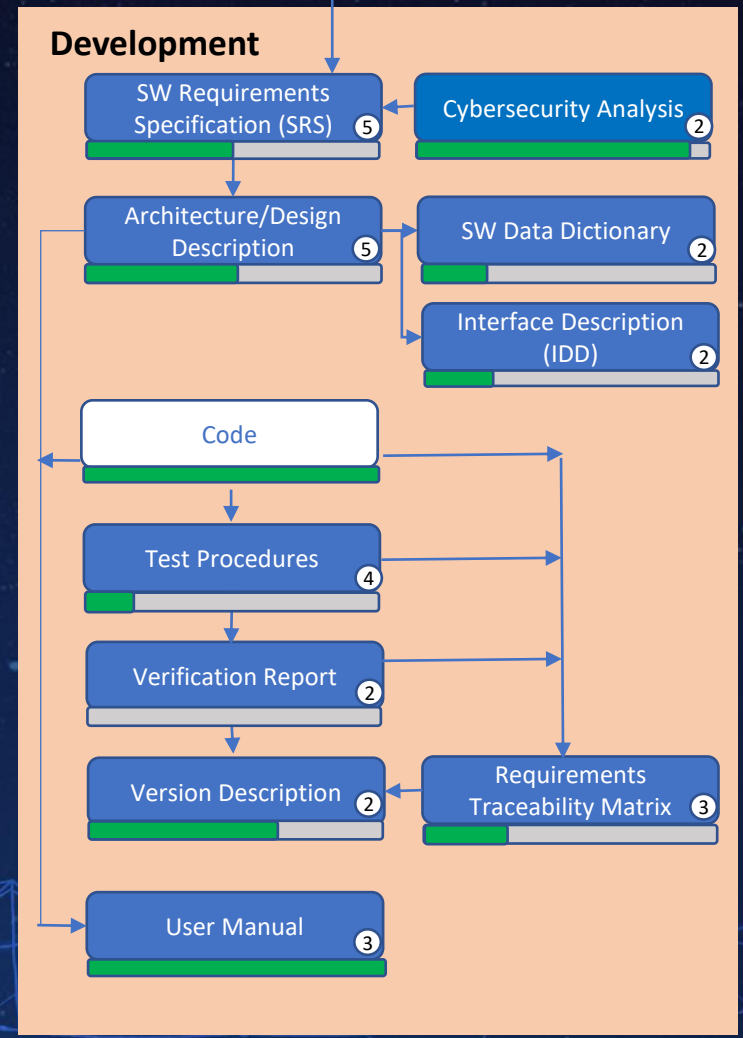 Development
SW Requirements
Specification (SRS)
5
Cybersecurity Analysis
2
Architecture/Design
Description
5
SW Data Dictionary
2
Interface Description
(IDD)
2
Code
Test Procedures
4
Verification Report
2
Version Description
2
Requirements
Traceability Matrix
3
User Manual
3